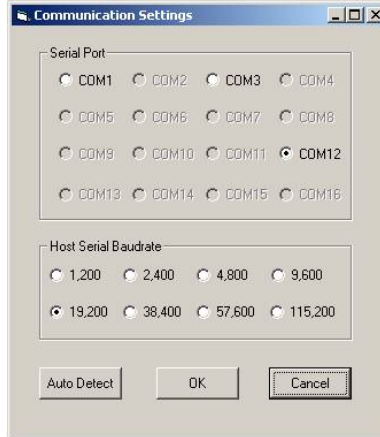 Communication Settings
Serial Port
COM1 COM2 COM3 COM4
COM5 COM6 COM7 COM8
COM9 COM10 COM11 COM12
COM13 COM14 COM15 COM16
Host Serial Baudrate
1,200 2,400 4,800 9,600
19,200 38,400 57,600 115,200
Auto Detect OK Cancel